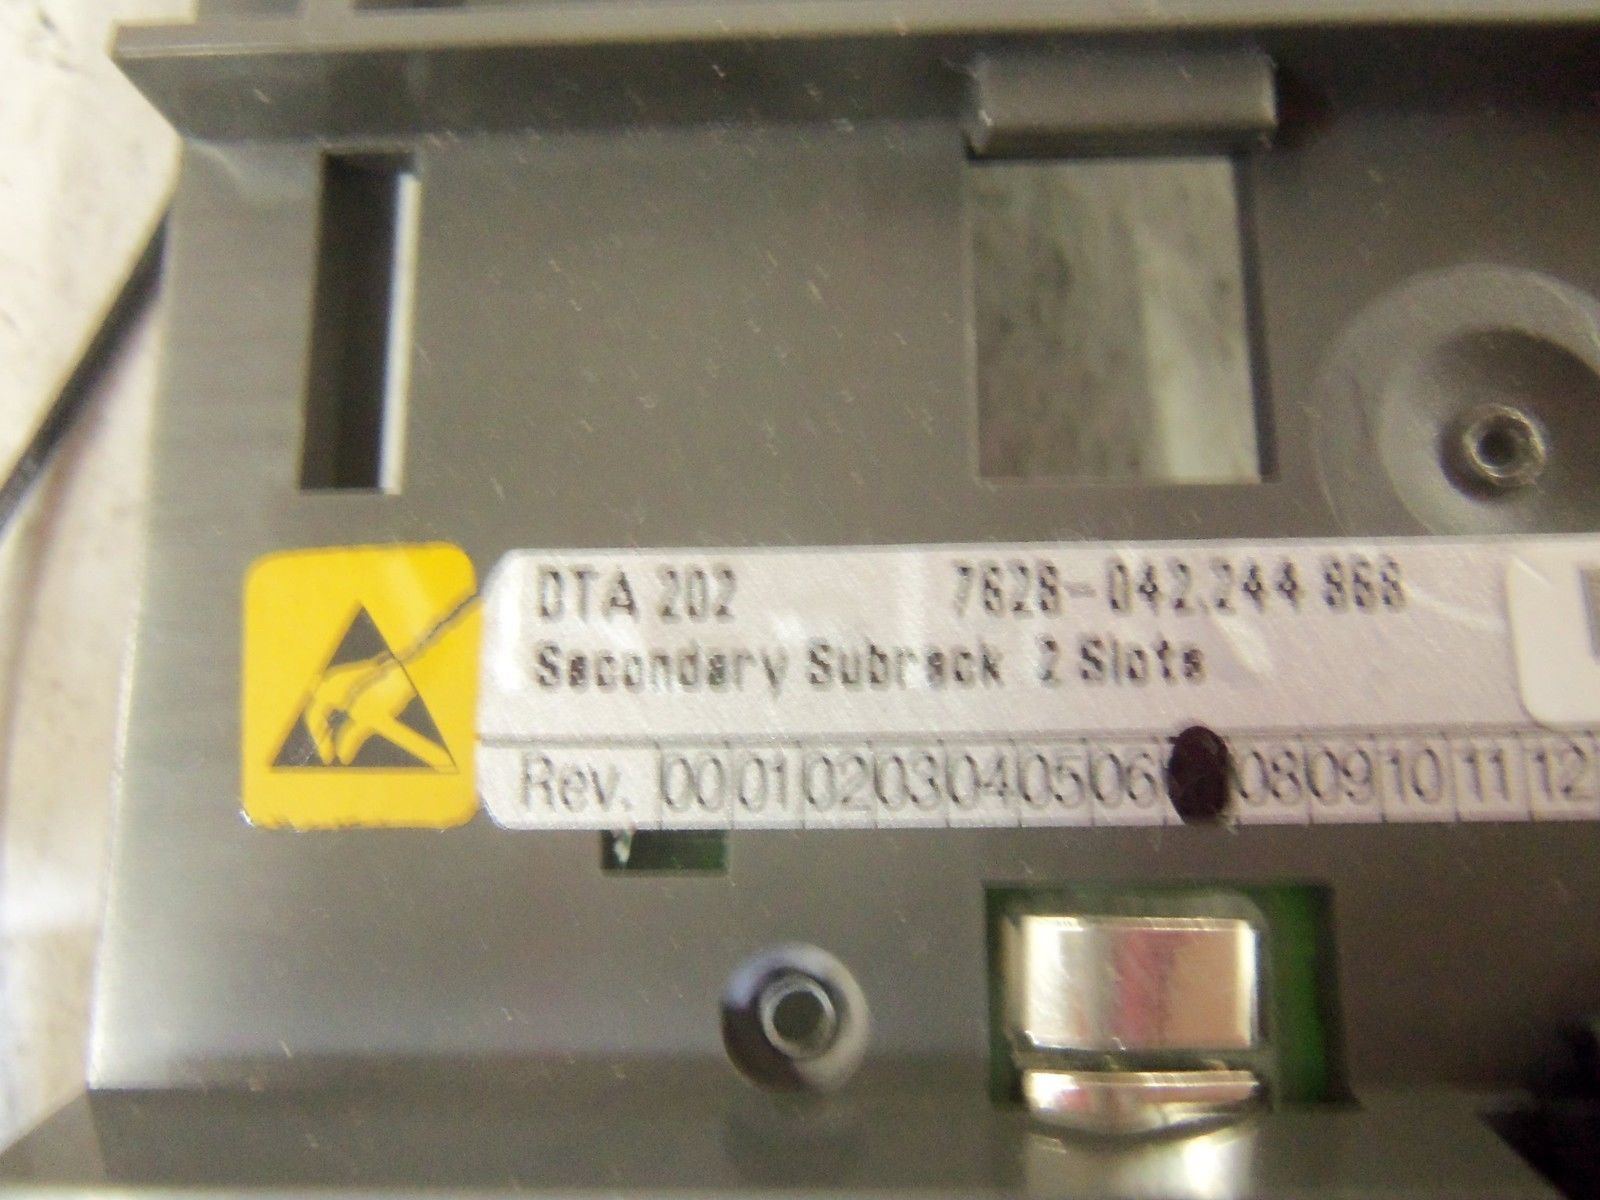 DTA 202 7628-042.244 868
Secondary Subrack 2 Slots
Rev. 00 01 02 03 04 05 06 08 09 10 11 12